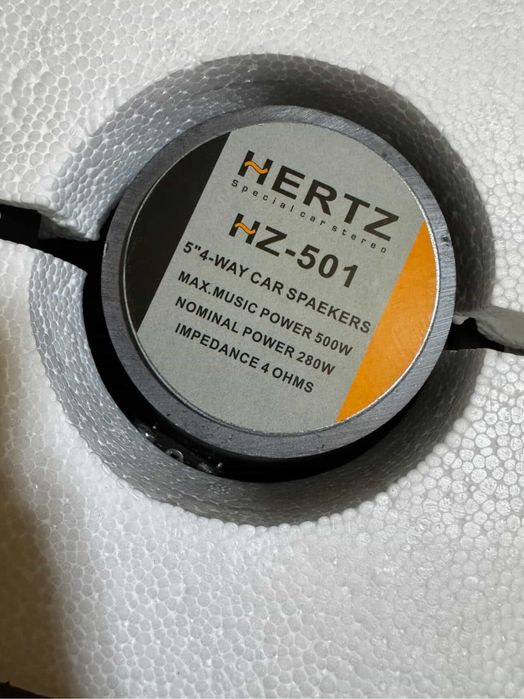 HERTZ
Special car stereo
HZ-501
5"4-WAY CAR SPAEKERS
MAX.MUSIC POWER 500W
NOMINAL POWER 280W
IMPEDANCE 4 OHMS